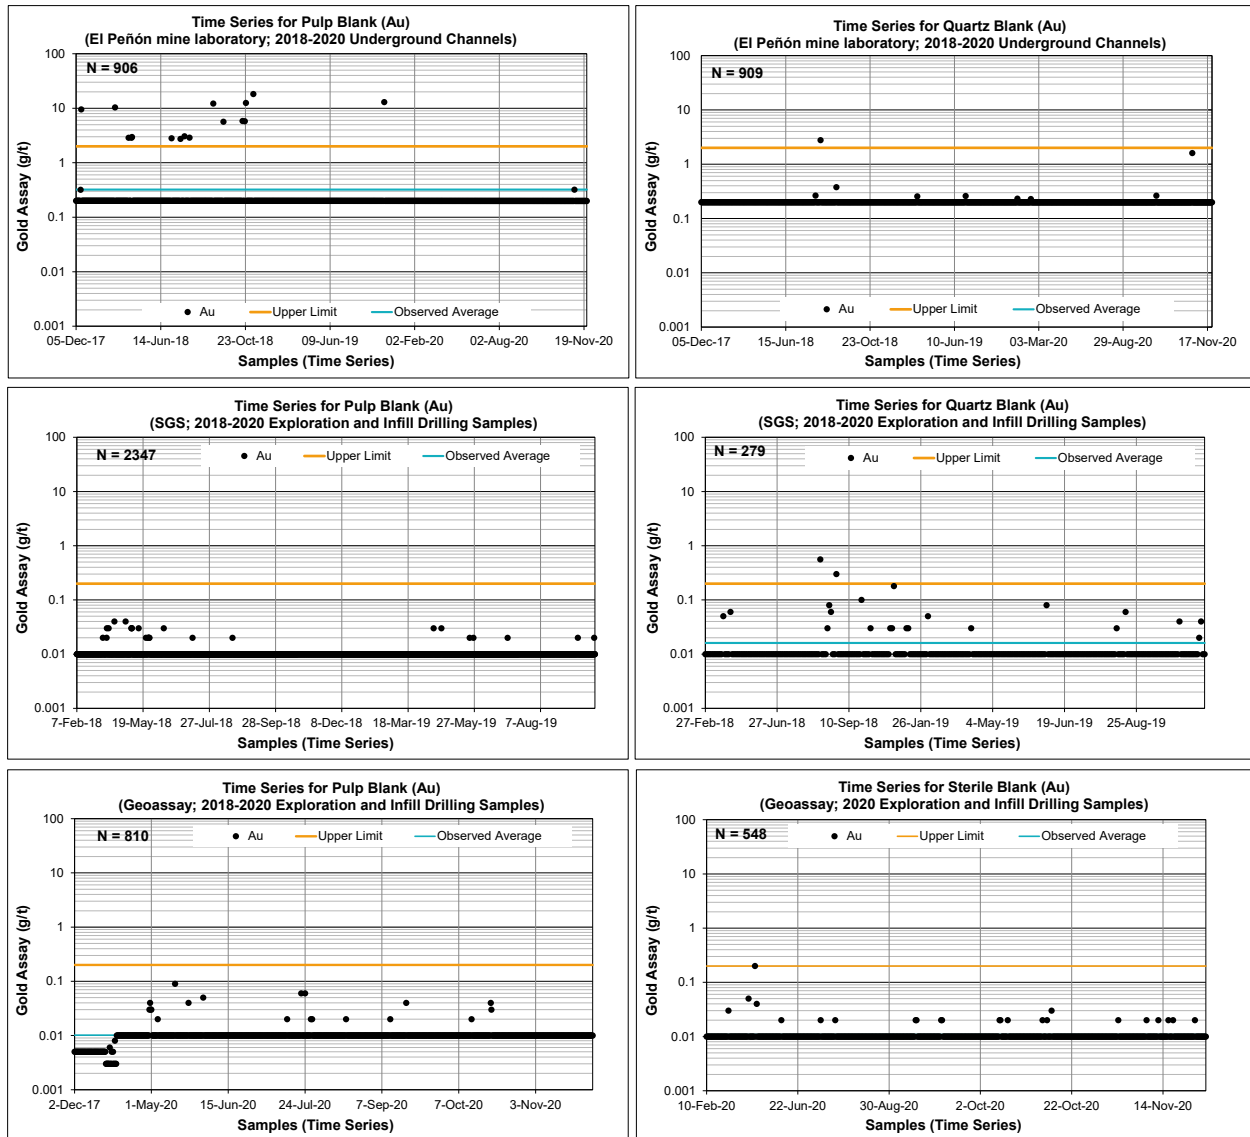 Time Series for Pulp Blank (Au)
(El Peñón mine laboratory; 2018-2020 Underground Channels)
N = 906
Gold Assay (g/t)
100
10
1
0.1
0.01
0.001
Au
Upper Limit
Observed Average
05-Dec-17
14-Jun-18
23-Oct-18
09-Jun-19
02-Feb-20
02-Aug-20
19-Nov-20
Samples (Time Series)
Time Series for Quartz Blank (Au)
(El Peñón mine laboratory; 2018-2020 Underground Channels)
N = 909
Gold Assay (g/t)
100
10
1
0.1
0.01
0.001
Au
Upper Limit
Observed Average
05-Dec-17
15-Jun-18
23-Oct-18
10-Jun-19
03-Mar-20
29-Aug-20
17-Nov-20
Samples (Time Series)
Time Series for Pulp Blank (Au)
(SGS; 2018-2020 Exploration and Infill Drilling Samples)
N = 2347
Au
Upper Limit
Observed Average
Gold Assay (g/t)
100
10
1
0.1
0.01
0.001
7-Feb-18
19-May-18
27-Jul-18
28-Sep-18
8-Dec-18
18-Mar-19
27-May-19
7-Aug-19
Samples (Time Series)
Time Series for Quartz Blank (Au)
(SGS; 2018-2020 Exploration and Infill Drilling Samples)
N = 279
Au
Upper Limit
Observed Average
Gold Assay (g/t)
100
10
1
0.1
0.01
0.001
27-Feb-18
27-Jun-18
10-Sep-18
26-Jan-19
4-May-19
19-Jun-19
25-Aug-19
Samples (Time Series)
Time Series for Pulp Blank (Au)
(Geoassay; 2018-2020 Exploration and Infill Drilling Samples)
N = 810
Au
Upper Limit
Observed Average
Gold Assay (g/t)
100
10
1
0.1
0.01
0.001
2-Dec-17
1-May-20
15-Jun-20
24-Jul-20
7-Sep-20
7-Oct-20
3-Nov-20
Samples (Time Series)
Time Series for Sterile Blank (Au)
(Geoassay; 2020 Exploration and Infill Drilling Samples)
N = 548
Au
Upper Limit
Observed Average
Gold Assay (g/t)
100
10
1
0.1
0.01
0.001
10-Feb-20
22-Jun-20
30-Aug-20
2-Oct-20
22-Oct-20
14-Nov-20
Samples (Time Series)